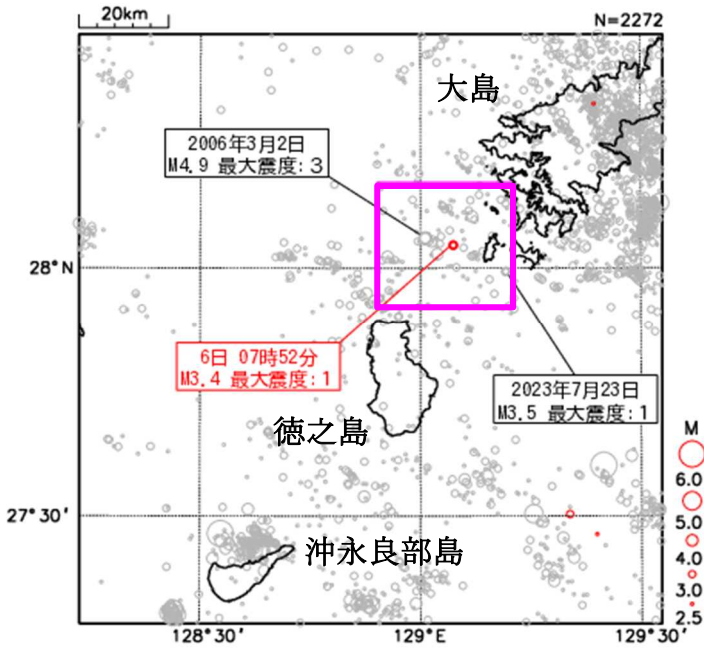 20km
N=2272
大島
2006年3月2日
M4.9 最大震度:3
28°N
6日 07時52分
M3.4 最大震度:1
2023年7月23日
M3.5 最大震度:1
徳之島
M
6.0
5.0
4.0
3.0
2.5
27°30′
沖永良部島
128°30′
129°E
129°30′